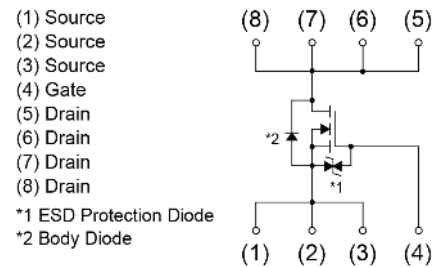 (1) Source
(2) Source
(3) Source
(4) Gate
(5) Drain
(6) Drain
(7) Drain
(8) Drain
*1 ESD Protection Diode
*2 Body Diode
(8) (7) (6) (5)
*2
*1
(1) (2) (3) (4)